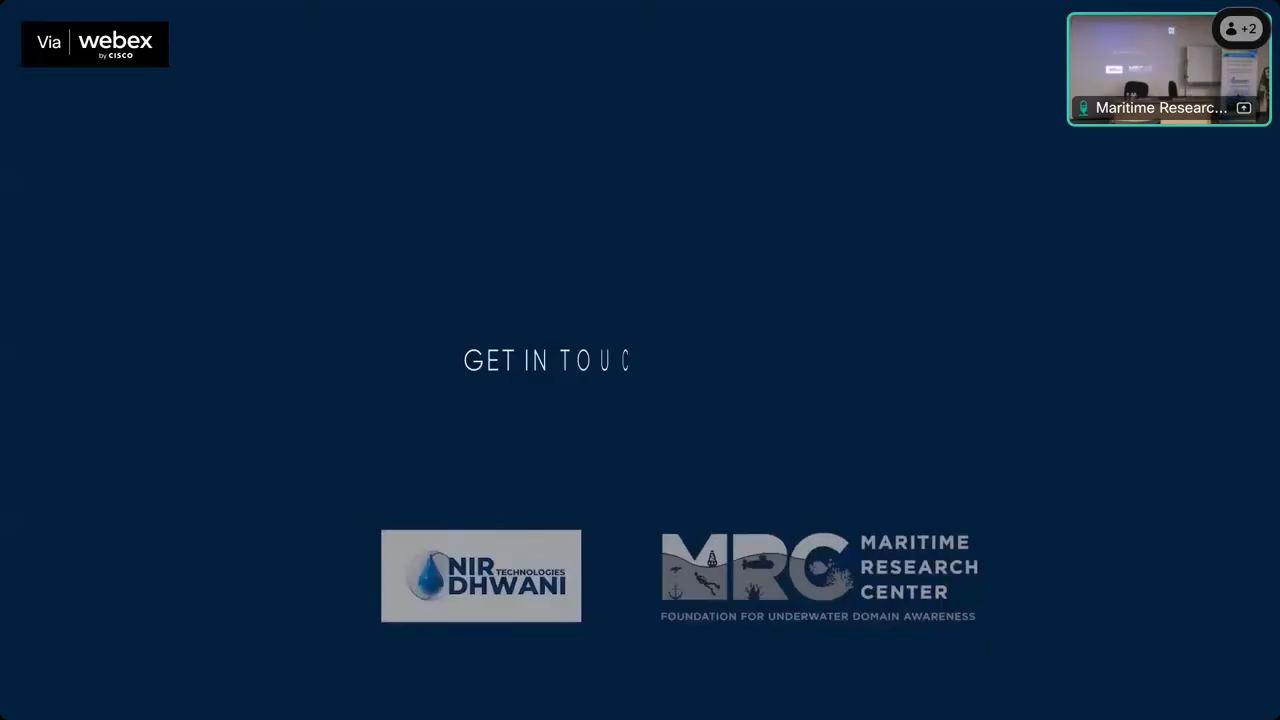 Via webex
by CISCO
+2
Maritime Researc...
GET IN TOUC
NIR
TECHNOLOGIES
DHWANI
MRC
MARITIME
RESEARCH
CENTER
FOUNDATION FOR UNDERWATER DOMAIN AWARENESS